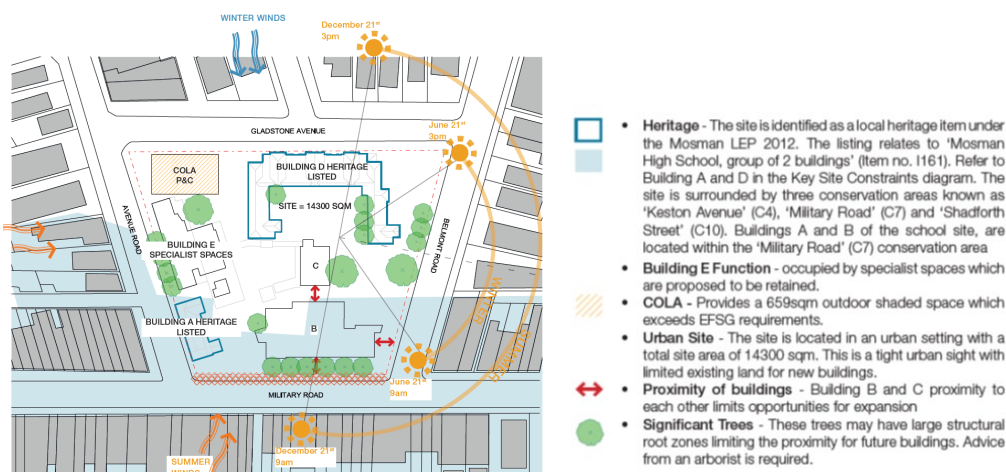 WINTER WINDS
December 21st
3pm
GLADSTONE AVENUE
June 21st
3pm
COLA
P&C
BUILDING D HERITAGE
LISTED
SITE = 14300 SQM
AVENUE ROAD
BELMONT ROAD
BUILDING E
SPECIALIST SPACES
C
WINTER
BUILDING A HERITAGE
LISTED
B
SUMMER
June 21st
9am
MILITARY ROAD
December 21st
9am
SUMMER
WINDS
• Heritage - The site is identified as a local heritage item under
the Mosman LEP 2012. The listing relates to 'Mosman
High School, group of 2 buildings' (Item no. I161). Refer to
Building A and D in the Key Site Constraints diagram. The
site is surrounded by three conservation areas known as
'Keston Avenue' (C4), 'Military Road' (C7) and 'Shadforth
Street' (C10). Buildings A and B of the school site, are
located within the 'Military Road' (C7) conservation area
• Building E Function - occupied by specialist spaces which
are proposed to be retained.
• COLA - Provides a 659sqm outdoor shaded space which
exceeds EFSG requirements.
• Urban Site - The site is located in an urban setting with a
total site area of 14300 sqm. This is a tight urban sight with
limited existing land for new buildings.
• Proximity of buildings - Building B and C proximity to
each other limits opportunities for expansion
• Significant Trees - These trees may have large structural
root zones limiting the proximity for future buildings. Advice
from an arborist is required.